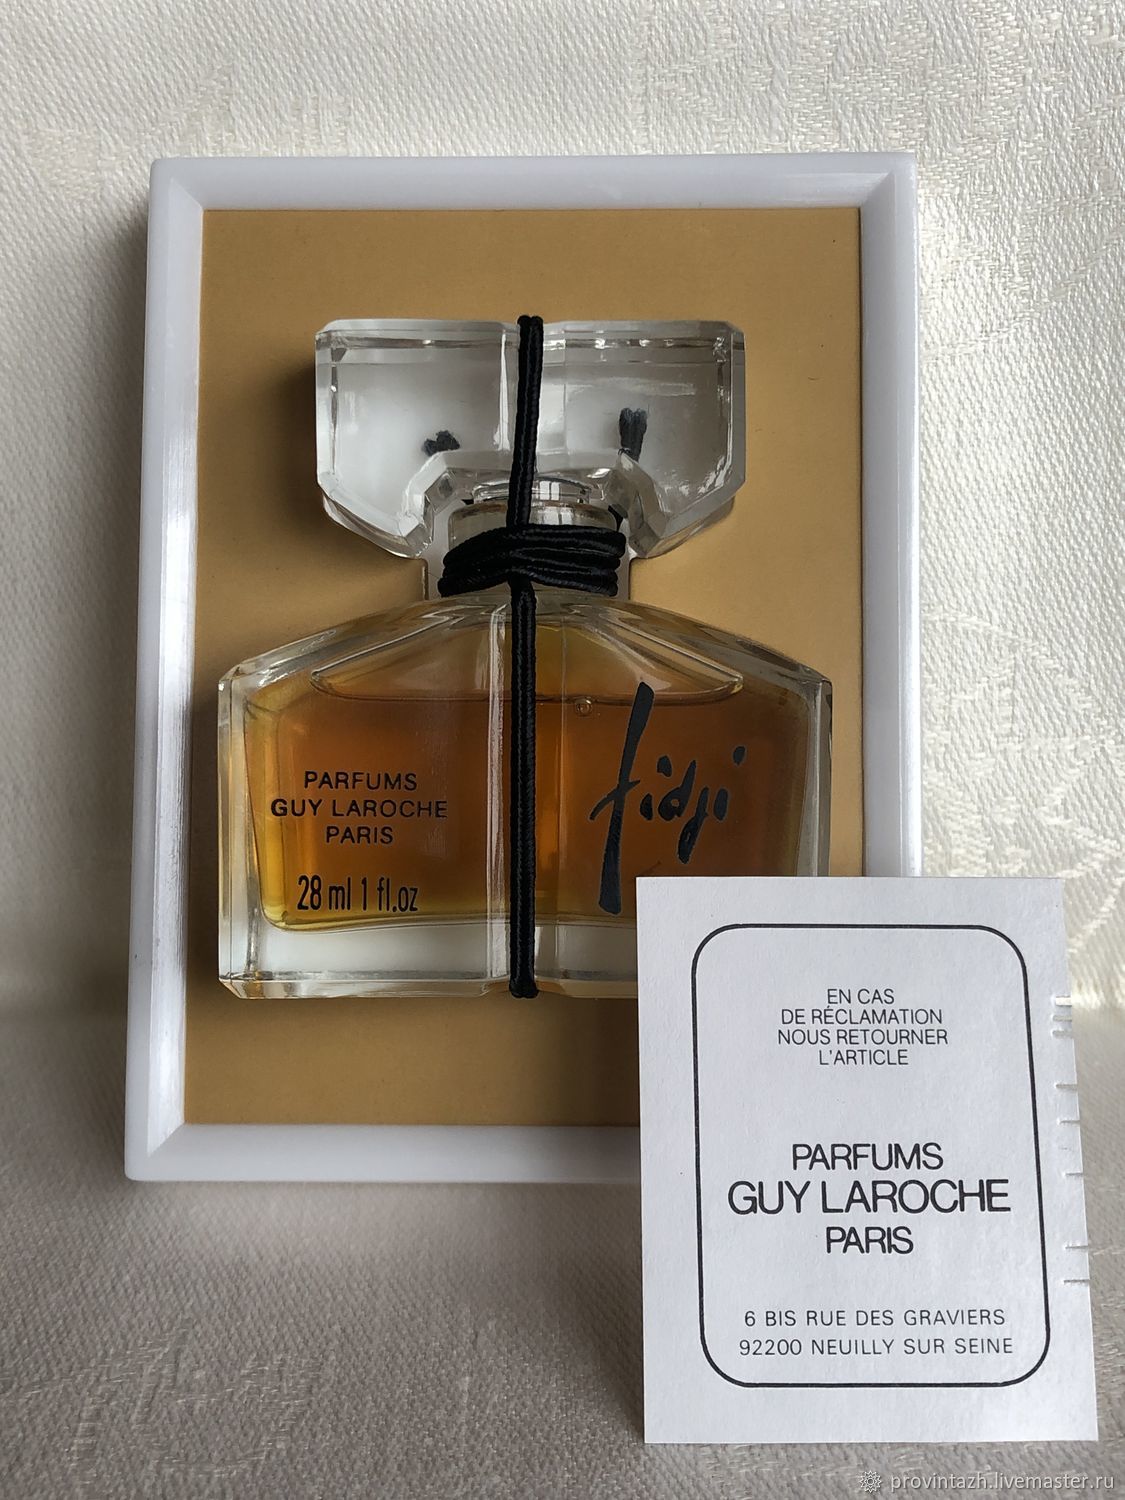 PARFUMS
GUY LAROCHE
PARIS
28 ml 1 fl.oz
fidji
EN CAS
DE RÉCLAMATION
NOUS RETOURNER
L'ARTICLE
PARFUMS
GUY LAROCHE
PARIS
6 BIS RUE DES GRAVIERS
92200 NEUILLY SUR SEINE
provintazh.livemaster.ru